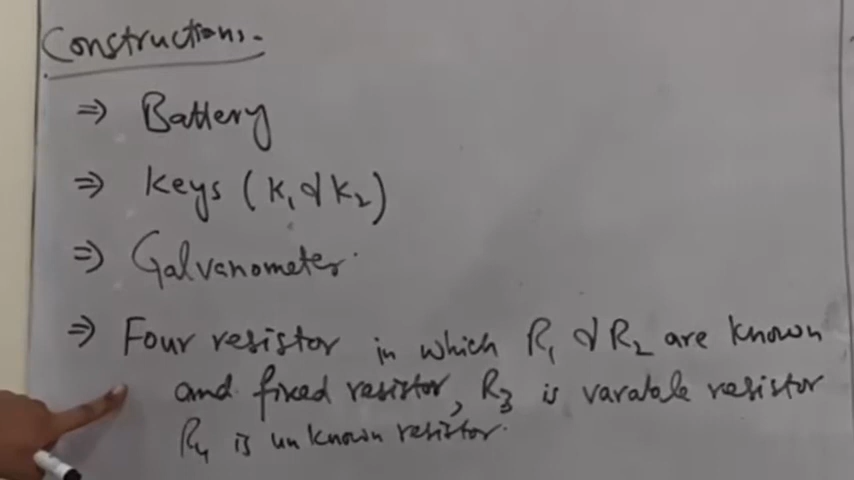 Constructions.
⇒ Battery
⇒ Keys (K₁ & K₂)
⇒ Galvanometer.
⇒ Four resistor in which R₁ & R₂ are known
and fixed resistor, R₃ is varatale resistor
R₄ is unknown resistor.